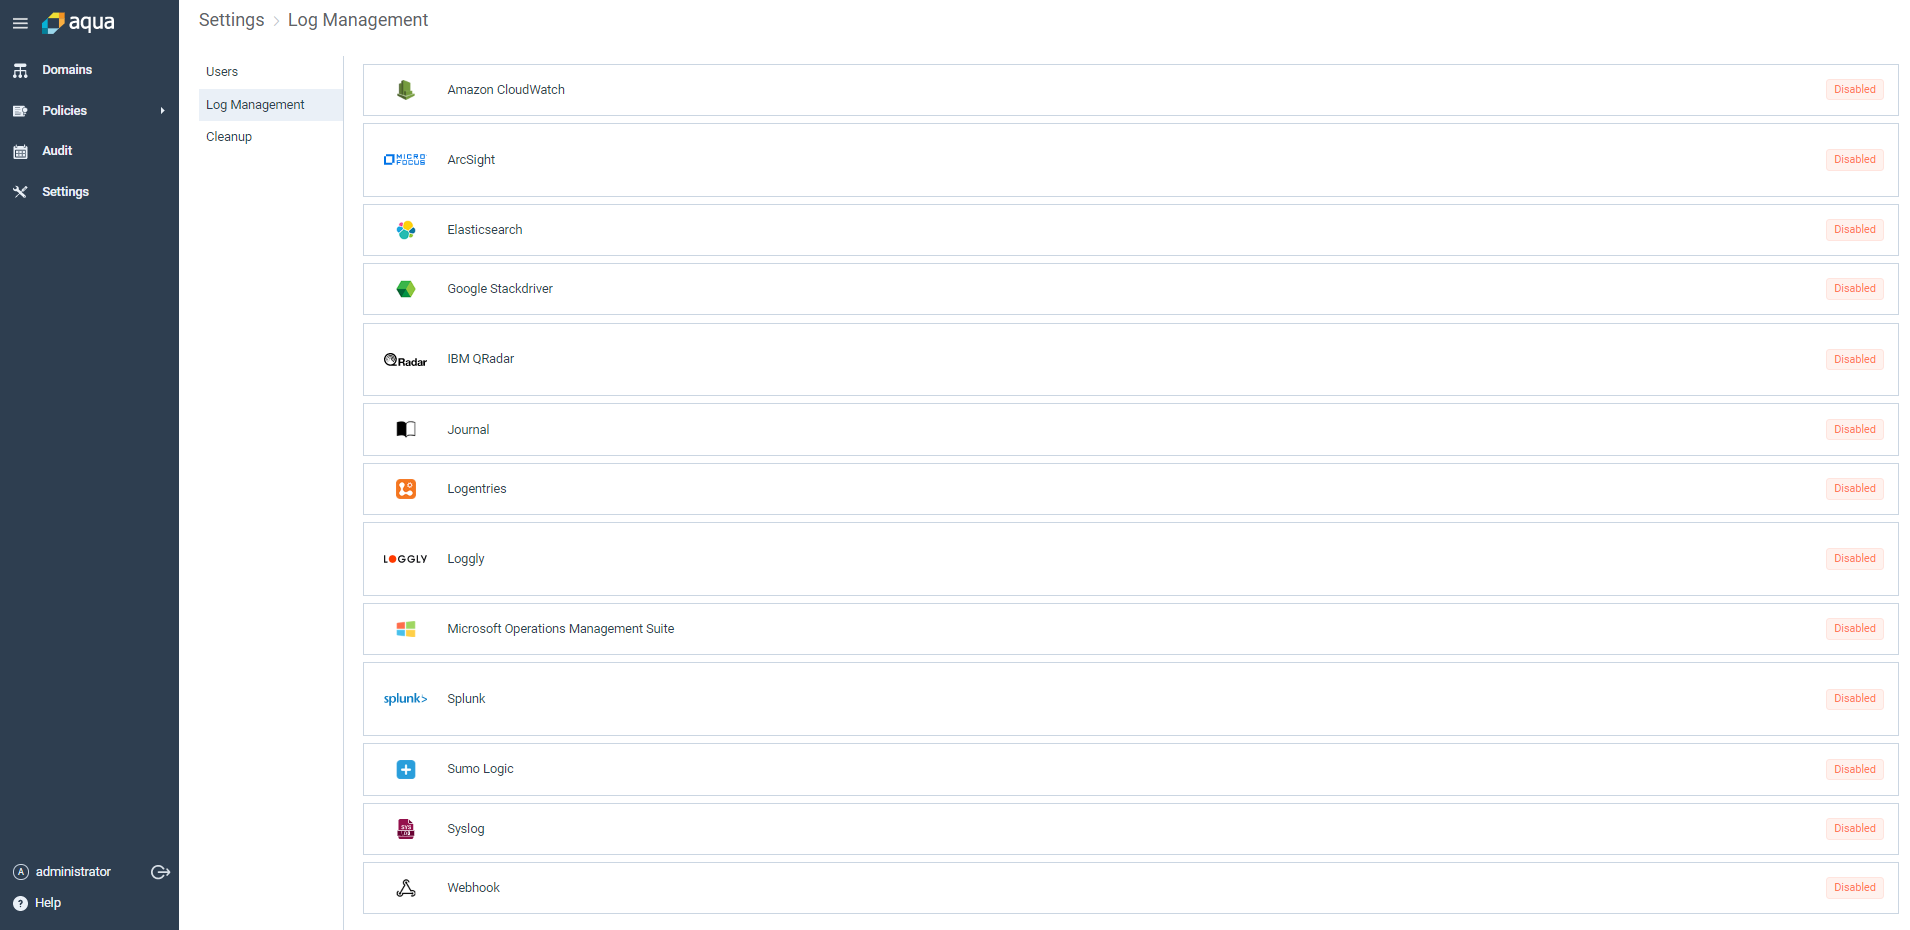 aqua
Settings > Log Management
Domains
Policies
Audit
Settings
Users
Log Management
Cleanup
Amazon CloudWatch Disabled
MICRO FOCUS ArcSight Disabled
Elasticsearch Disabled
Google Stackdriver Disabled
QRadar IBM QRadar Disabled
Journal Disabled
Logentries Disabled
LOGGLY Loggly Disabled
Microsoft Operations Management Suite Disabled
splunk> Splunk Disabled
Sumo Logic Disabled
SYS Syslog Disabled
Webhook Disabled
A administrator
? Help